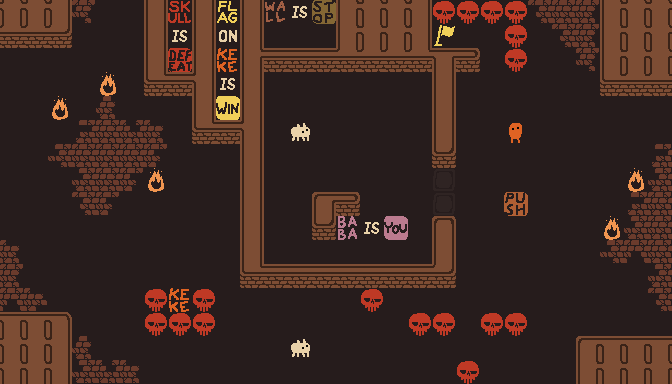 SKULL
IS
DEFEAT
FLAG
ON
KEKE
IS
WIN
WALL IS STOP
PUSH
BABA IS YOU
KEKE